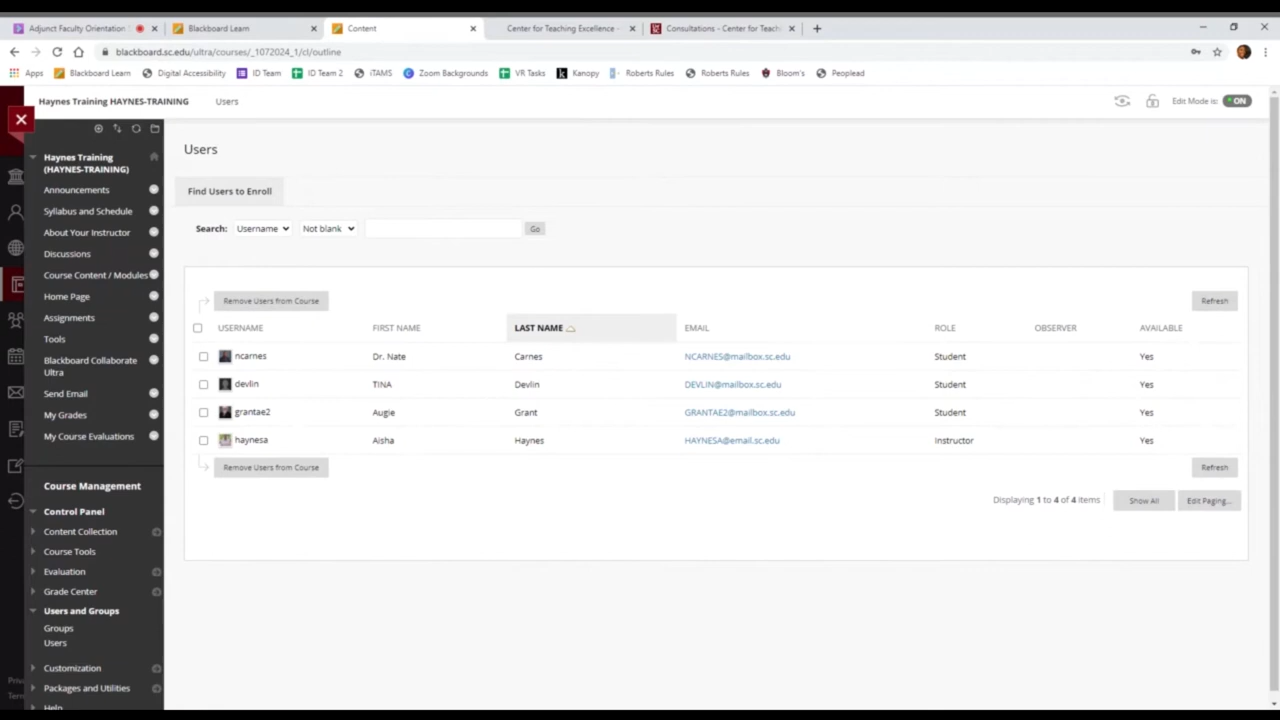 Adjunct Faculty Orientation
Blackboard Learn
Content
Center for Teaching Excellence -
Consultations - Center for Teach
blackboard.sc.edu/ultra/courses/_1072024_1/cl/outline
Apps
Blackboard Learn
Digital Accessibility
ID Team
ID Team 2
iTAMS
Zoom Backgrounds
VR Tasks
Kanopy
Roberts Rules
Roberts Rules
Bloom's
Peoplead
Haynes Training HAYNES-TRAINING
Users
Edit Mode is: ON
Haynes Training
(HAYNES-TRAINING)
Announcements
Syllabus and Schedule
About Your Instructor
Discussions
Course Content / Modules
Home Page
Assignments
Tools
Blackboard Collaborate
Ultra
Send Email
My Grades
My Course Evaluations
Course Management
Control Panel
Content Collection
Course Tools
Evaluation
Grade Center
Users and Groups
Groups
Users
Customization
Packages and Utilities
Help
Priv
Term
Users
Find Users to Enroll
Search: Username Not blank Go
Remove Users from Course Refresh
USERNAME FIRST NAME LAST NAME EMAIL ROLE OBSERVER AVAILABLE
ncarnes Dr. Nate Carnes NCARNES@mailbox.sc.edu Student Yes
devlin TINA Devlin DEVLIN@mailbox.sc.edu Student Yes
grantae2 Augie Grant GRANTAE2@mailbox.sc.edu Student Yes
haynesa Aisha Haynes HAYNESA@email.sc.edu Instructor Yes
Remove Users from Course Refresh
Displaying 1 to 4 of 4 items Show All Edit Paging...